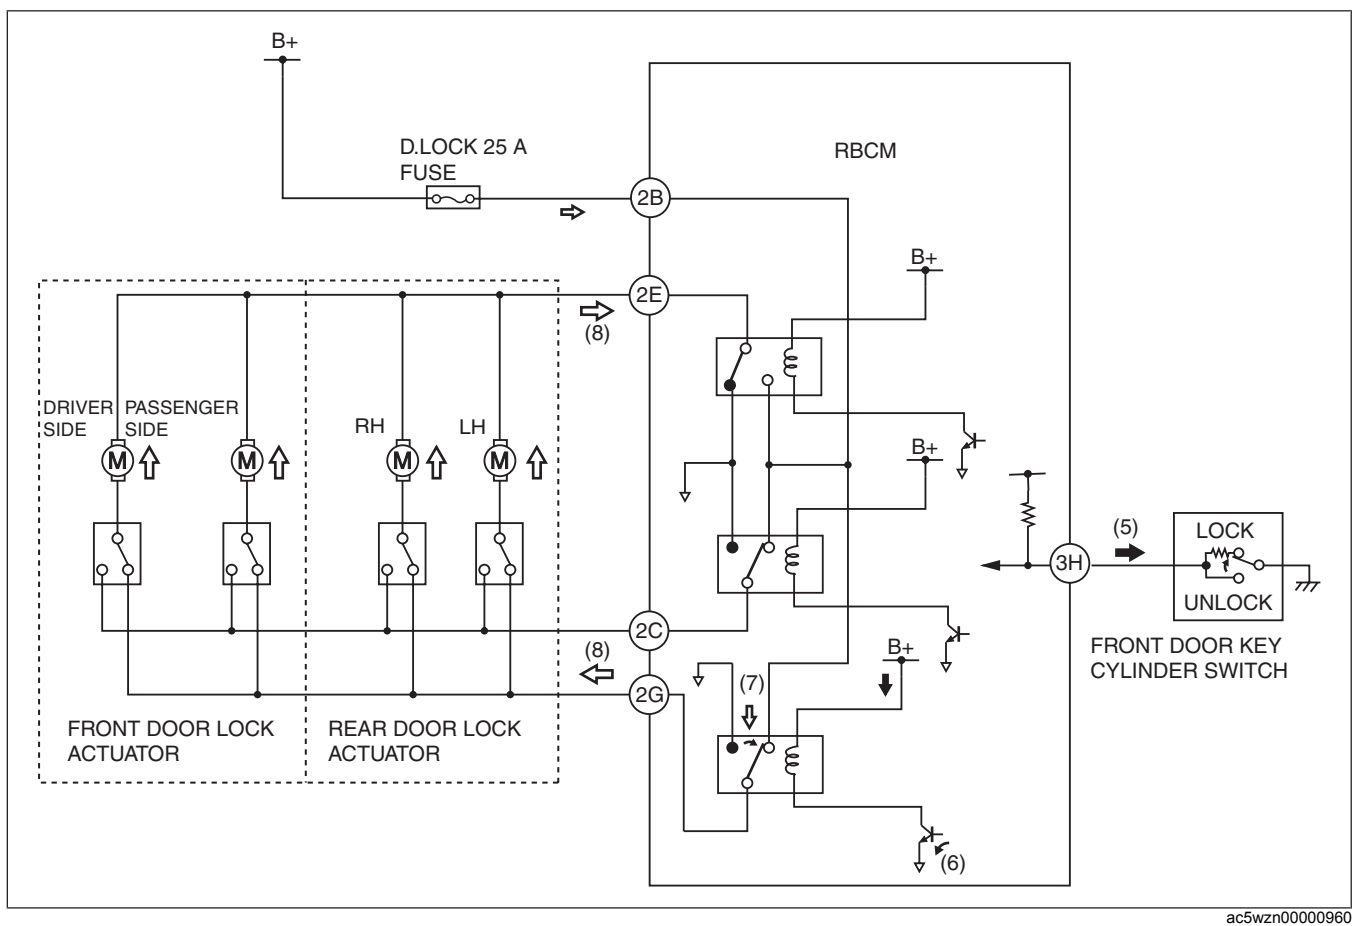 B+
D.LOCK 25 A
FUSE
RBCM
2B
B+
2E
(8)
DRIVER
SIDE
PASSENGER
SIDE
RH
LH
M
M
M
M
B+
(5)
LOCK
3H
UNLOCK
2C
(8)
B+
FRONT DOOR KEY
CYLINDER SWITCH
2G
(7)
FRONT DOOR LOCK
ACTUATOR
REAR DOOR LOCK
ACTUATOR
(6)
ac5wzn00000960